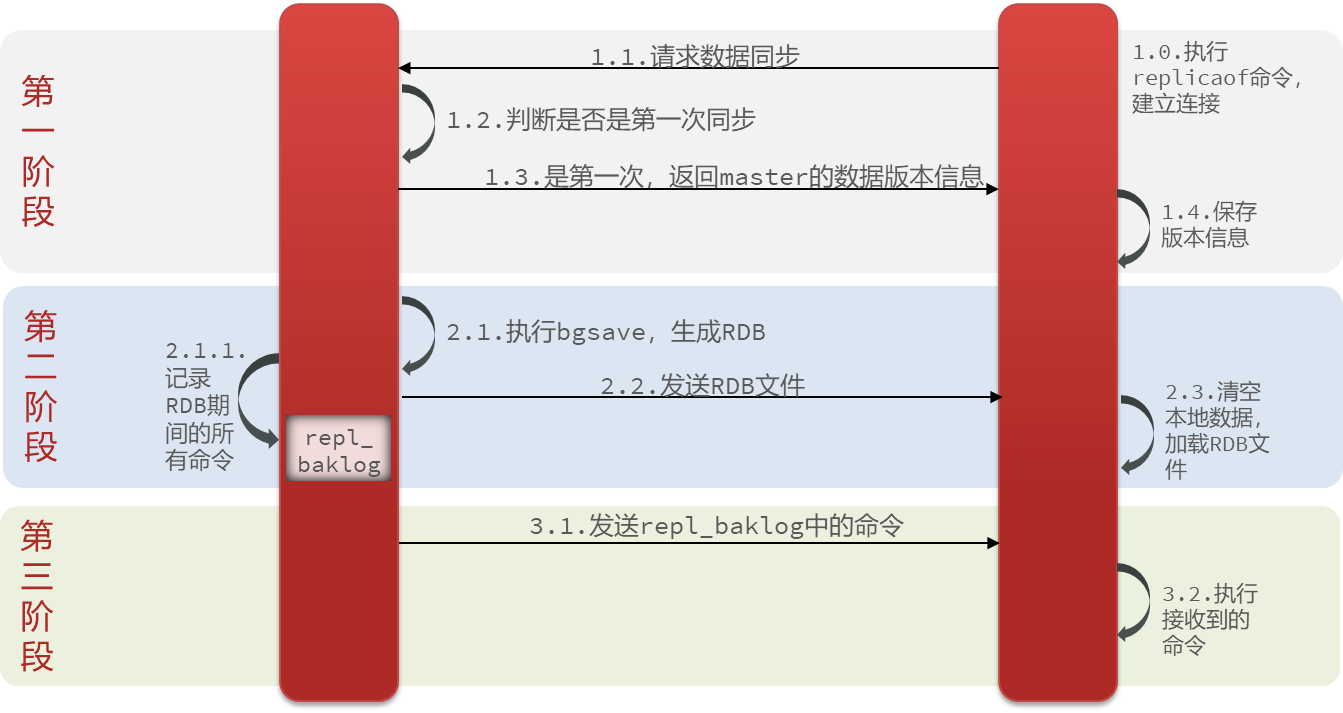 第一阶段
1.0.执行
replicaof命令，
建立连接
1.1.请求数据同步
1.2.判断是否是第一次同步
1.3.是第一次，返回master的数据版本信息
1.4.保存
版本信息
第二阶段
2.1.执行bgsave，生成RDB
2.1.1.
记录
RDB期
间的所
有命令
repl_
baklog
2.2.发送RDB文件
2.3.清空
本地数据，
加载RDB文
件
第三阶段
3.1.发送repl_baklog中的命令
3.2.执行
接收到的
命令